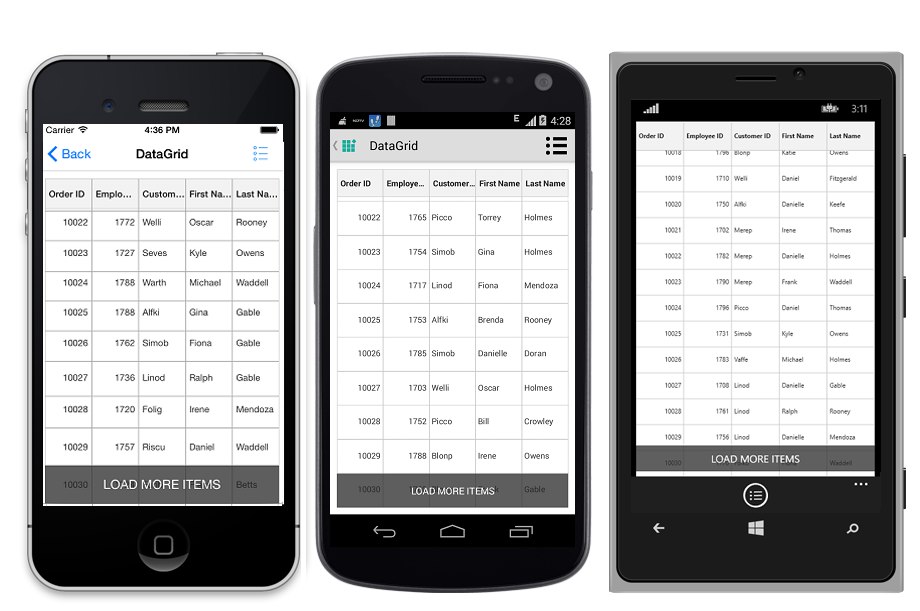 Carrier 4:36 PM
Back DataGrid
Order ID Emplo... Custom... First Na... Last Na...
10022 1772 Welli Oscar Rooney
10023 1727 Seves Kyle Owens
10024 1788 Warth Michael Waddell
10025 1788 Alfki Gina Gable
10026 1762 Simob Fiona Gable
10027 1736 Linod Ralph Gable
10028 1720 Folig Irene Mendoza
10029 1757 Riscu Daniel Waddell
10030 Betts
LOAD MORE ITEMS
E 4:28
DataGrid
Order ID Employe... Customer... First Name Last Name
10022 1765 Picco Torrey Holmes
10023 1754 Simob Gina Holmes
10024 1717 Linod Fiona Mendoza
10025 1753 Alfki Brenda Rooney
10026 1785 Simob Danielle Doran
10027 1703 Welli Oscar Holmes
10028 1752 Picco Bill Crowley
10029 1788 Blonp Irene Owens
10030 Gable
LOAD MORE ITEMS
3:11
Order ID Employee ID Customer ID First Name Last Name
10018 1796 Blonp Katie Owens
10019 1710 Welli Daniel Fitzgerald
10020 1750 Alfki Danielle Keefe
10021 1702 Merep Irene Thomas
10022 1782 Merep Danielle Holmes
10023 1790 Merep Frank Waddell
10024 1796 Picco Daniel Thomas
10025 1731 Simob Kyle Owens
10026 1783 Vaffe Michael Holmes
10027 1708 Linod Danielle Gable
10028 1761 Linod Ralph Rooney
10029 1756 Linod Danielle Mendoza
10030 Waddell
LOAD MORE ITEMS